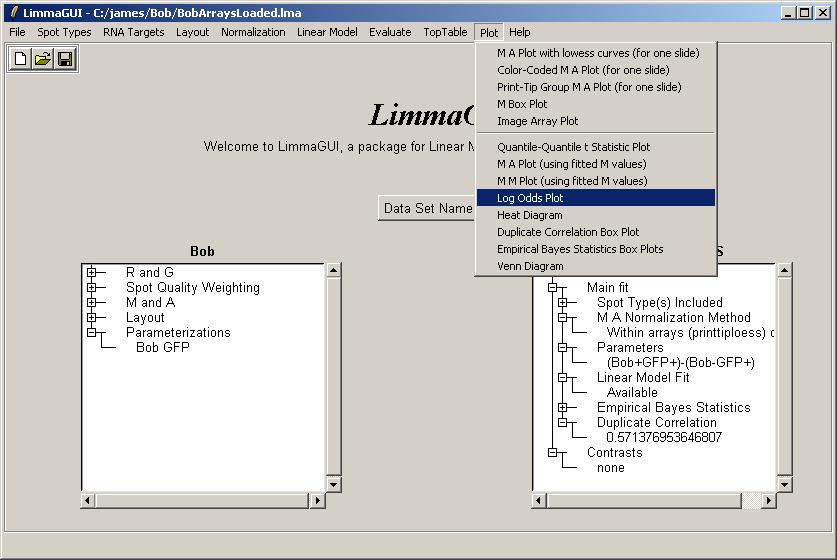 LimmaGUI - C:/james/Bob/BobArraysLoaded.lma
File Spot Types RNA Targets Layout Normalization Linear Model Evaluate TopTable Plot Help
M A Plot with lowess curves (for one slide)
Color-Coded M A Plot (for one slide)
Print-Tip Group M A Plot (for one slide)
M Box Plot
Image Array Plot
Quantile-Quantile t Statistic Plot
M A Plot (using fitted M values)
M M Plot (using fitted M values)
Log Odds Plot
Heat Diagram
Duplicate Correlation Box Plot
Empirical Bayes Statistics Box Plots
Venn Diagram
LimmaG
Welcome to LimmaGUI, a package for Linear M
Data Set Name
Bob
R and G
Spot Quality Weighting
M and A
Layout
Parameterizations
Bob GFP
S
Main fit
Spot Type(s) Included
M A Normalization Method
Within arrays (printtiploess) c
Parameters
(Bob+GFP+)-(Bob-GFP+)
Linear Model Fit
Available
Empirical Bayes Statistics
Duplicate Correlation
0.571376953646807
Contrasts
none